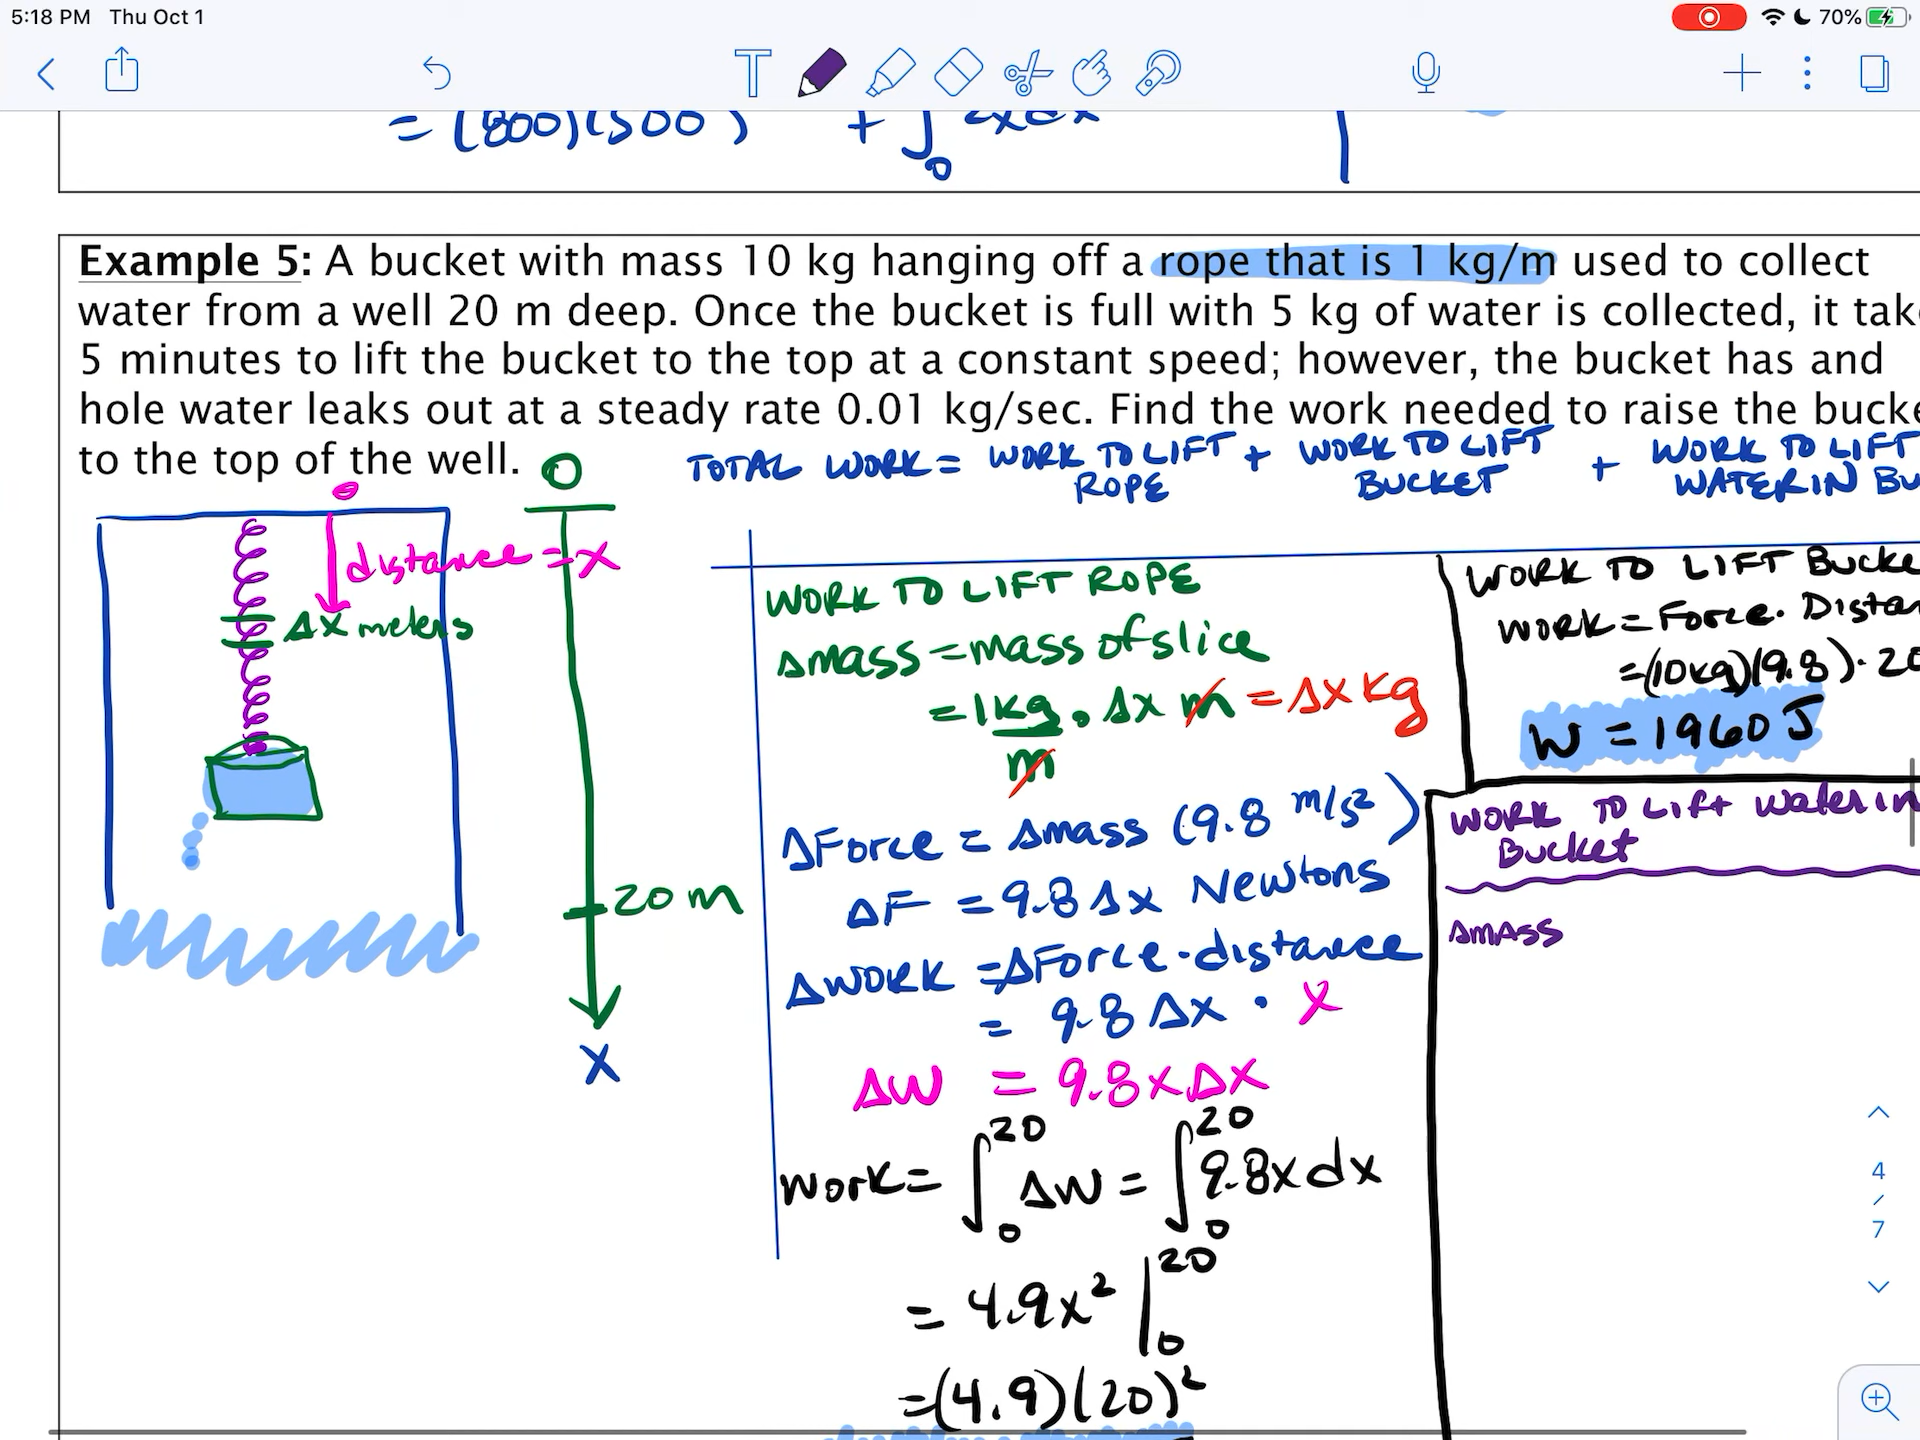 5:18 PM Thu Oct 1
70%
T
= (800)(500) + ∫0 2xdx
Example 5: A bucket with mass 10 kg hanging off a rope that is 1 kg/m used to collect
water from a well 20 m deep. Once the bucket is full with 5 kg of water is collected, it tak
5 minutes to lift the bucket to the top at a constant speed; however, the bucket has and
hole water leaks out at a steady rate 0.01 kg/sec. Find the work needed to raise the bucke
to the top of the well.
TOTAL WORK = WORK TO LIFT ROPE + WORK TO LIFT BUCKET + WORK TO LIFT WATER IN BU
0
distance = x
Δx meters
20 m
x
WORK TO LIFT ROPE
Δmass = mass of slice
= 1kg/m · Δx m = Δx kg
ΔForce = Δmass (9.8 m/s²)
ΔF = 9.8Δx Newtons
ΔWORK = ΔForce·distance
= 9.8 Δx · x
ΔW = 9.8xΔx
Work = ∫0^20 ΔW = ∫0^20 9.8x dx
= 4.9x² |0^20
= (4.9)(20)²
WORK TO LIFT Bucke
WORK = Force · Distan
= (10kg)(9.8)·20
W = 1960 J
WORK TO Lift Water in
Bucket
Δmass
4
/
7